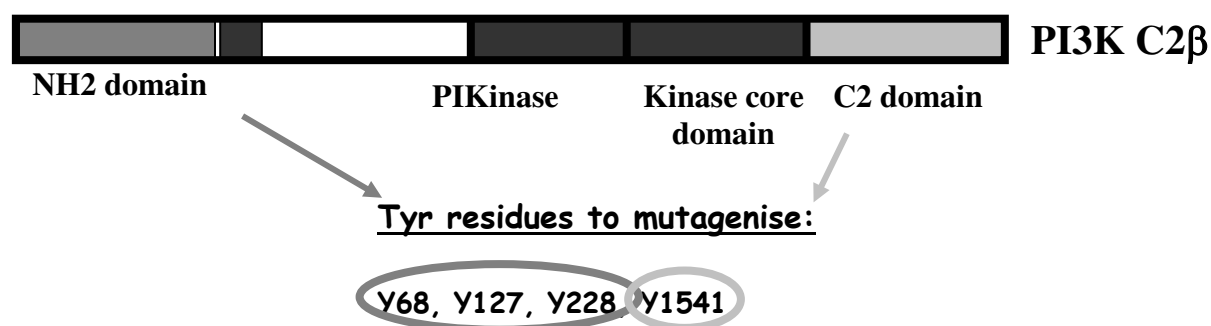 PI3K C2β
NH2 domain
PIKinase
Kinase core
domain
C2 domain
Tyr residues to mutagenise:
Y68, Y127, Y228, Y1541